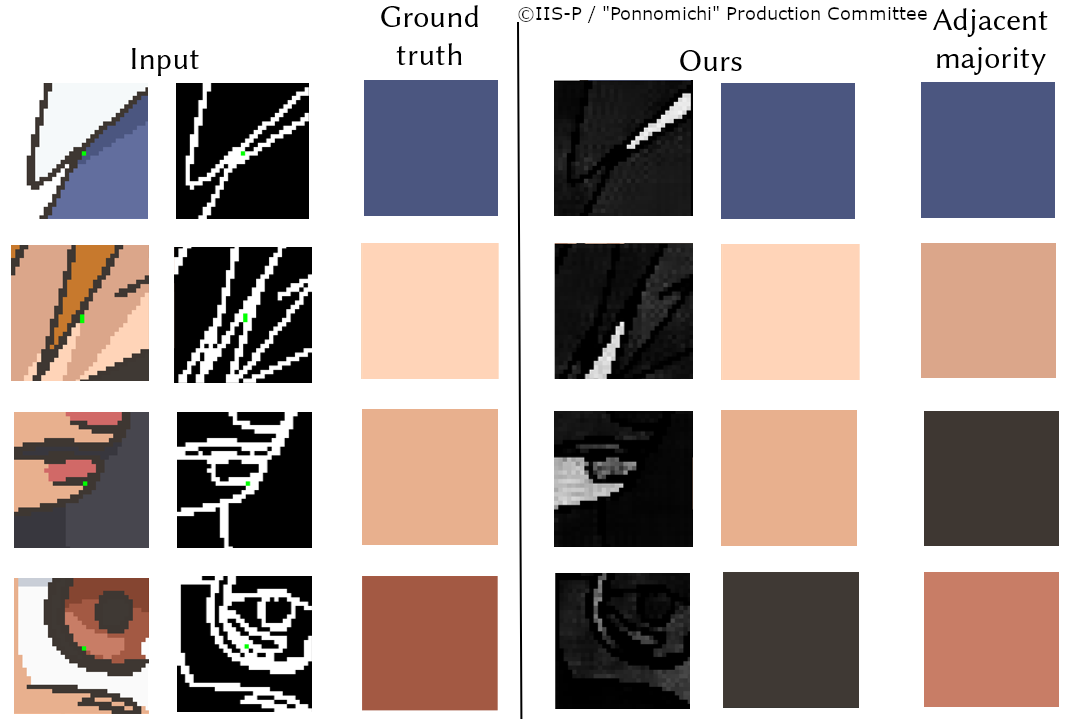 Input
Ground
truth
©IIS-P / "Ponnomichi" Production Committee
Ours
Adjacent
majority